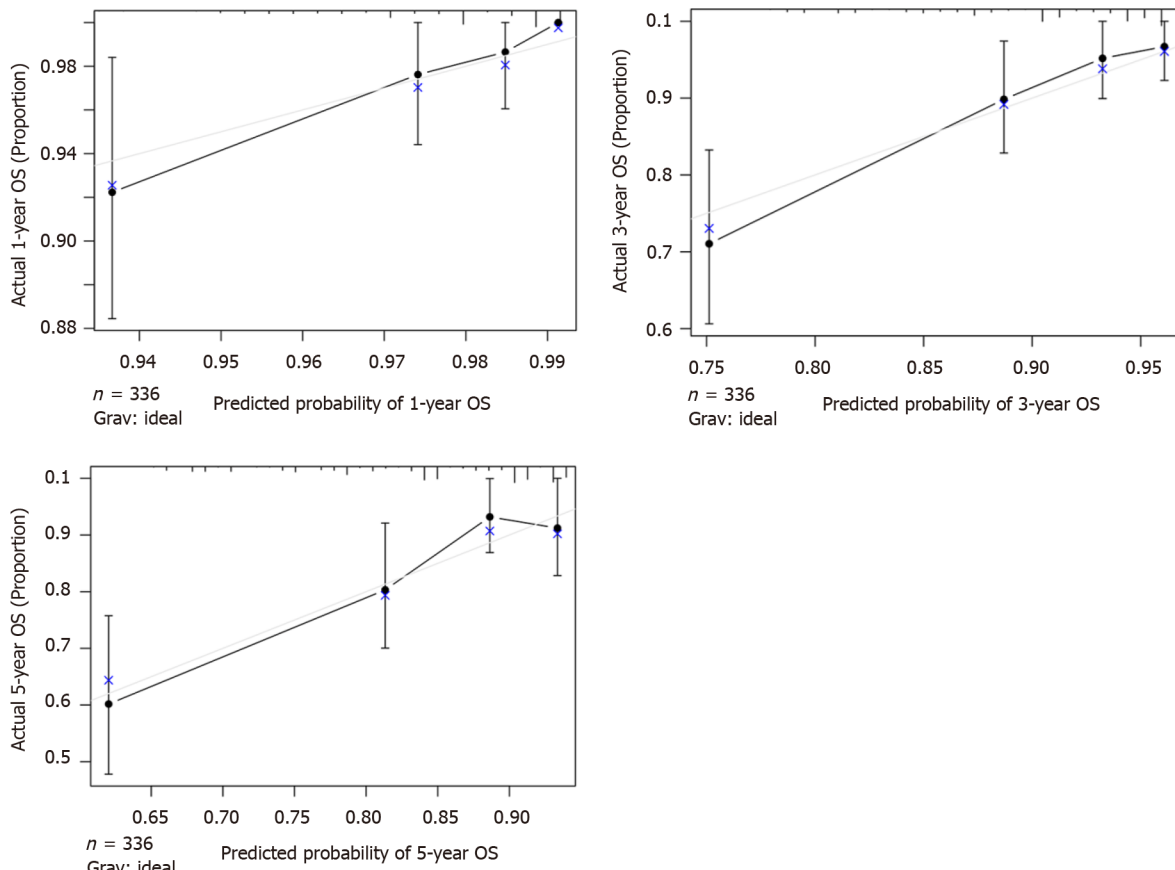 Actual 1-year OS (Proportion)
0.98
0.94
0.90
0.88
0.94 0.95 0.96 0.97 0.98 0.99
n = 336
Grav: ideal
Predicted probability of 1-year OS
Actual 3-year OS (Proportion)
0.1
0.9
0.8
0.7
0.6
0.75 0.80 0.85 0.90 0.95
n = 336
Grav: ideal
Predicted probability of 3-year OS
Actual 5-year OS (Proportion)
0.1
0.9
0.8
0.7
0.6
0.5
0.65 0.70 0.75 0.80 0.85 0.90
n = 336
Grav: ideal
Predicted probability of 5-year OS